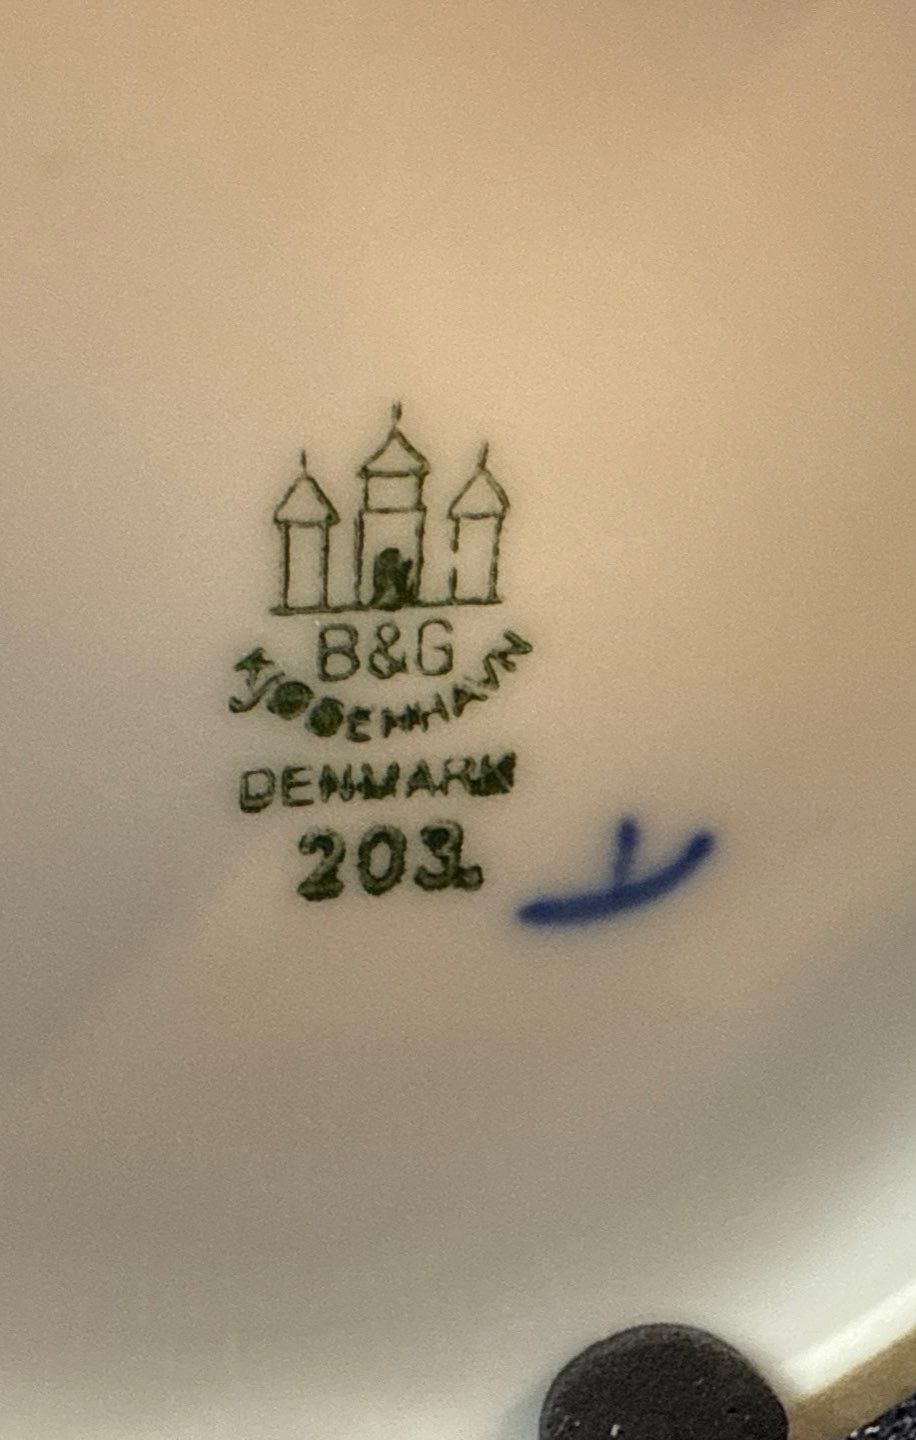 B&G
KJØBENHAVN
DENMARK
203.